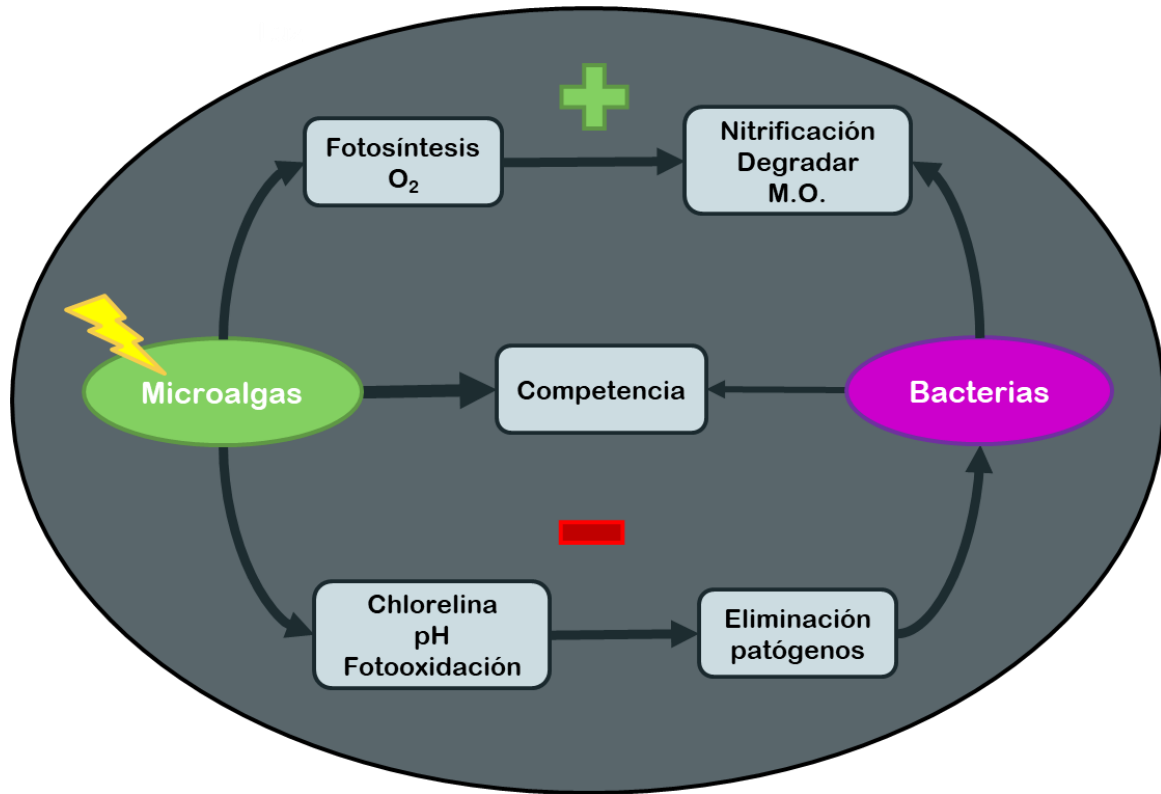 Fotosíntesis
O₂
Nitrificación
Degradar
M.O.
Microalgas
Competencia
Bacterias
Chlorelina
pH
Fotooxidación
Eliminación
patógenos